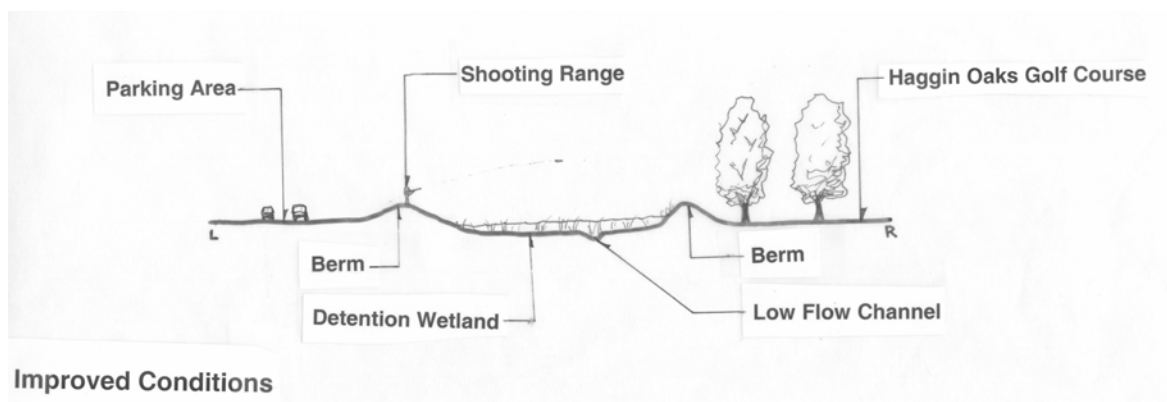 Shooting Range
Haggin Oaks Golf Course
Parking Area
L
R
Berm
Berm
Detention Wetland
Low Flow Channel
Improved Conditions